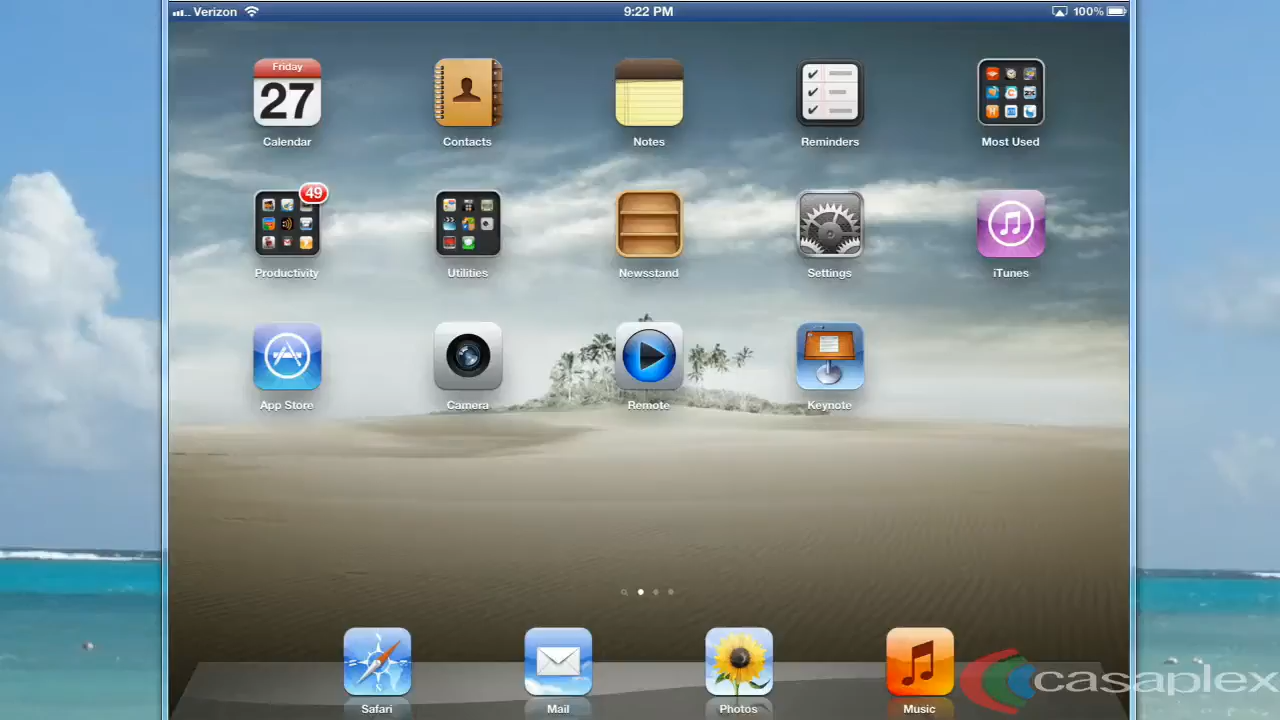 Verizon 9:22 PM 100%
Friday
27
Calendar Contacts Notes Reminders Most Used
49
Productivity Utilities Newsstand Settings iTunes
App Store Camera Remote Keynote
Safari Mail Photos Music
casaplex